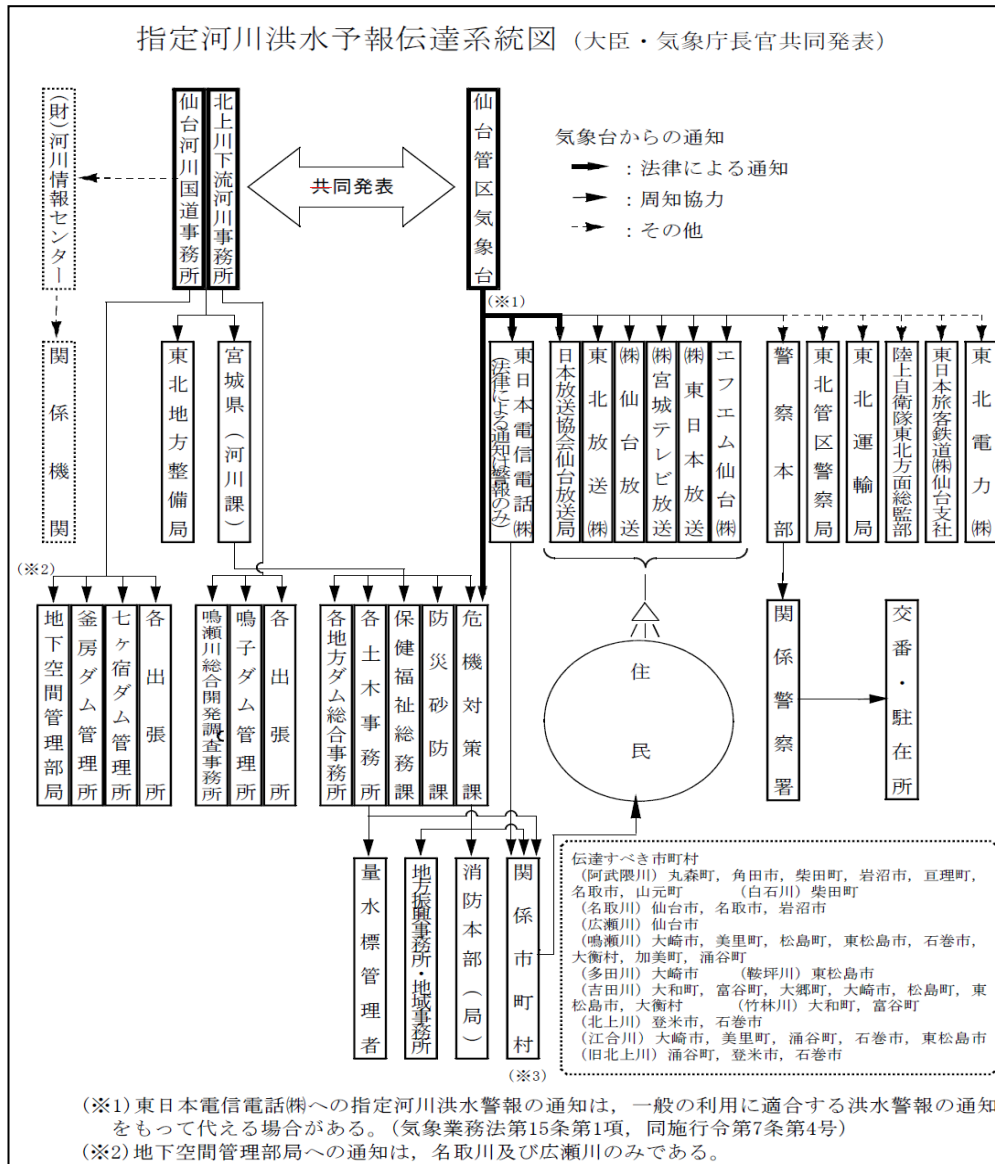 指定河川洪水予報伝達系統図（大臣・気象庁長官共同発表）
(財)河川情報センター
仙台河川国道事務所
北上川下流河川事務所
共同発表
仙台管区気象台
気象台からの通知
：法律による通知
：周知協力
：その他
(※1)
関係機関
東北地方整備局
宮城県（河川課）
東日本電信電話㈱
（法律による通知は警報のみ）
日本放送協会仙台放送局
東北放送㈱
㈱仙台放送
㈱宮城テレビ放送
㈱東日本放送
エフエム仙台㈱
警察本部
東北管区警察局
東北運輸局
陸上自衛隊東北方面総監部
東日本旅客鉄道㈱仙台支社
東北電力㈱
(※2)
地下空間管理部局
釜房ダム管理所
七ヶ宿ダム管理所
各出張所
鳴瀬川総合開発調査事務所
鳴子ダム管理所
各出張所
各地方ダム総合事務所
各土木事務所
保健福祉総務課
防災砂防課
危機対策課
住民
関係警察署
交番・駐在所
量水標管理者
地方振興事務所・地域事務所
消防本部（局）
関係市町村
(※3)
伝達すべき市町村
（阿武隈川）丸森町，角田市，柴田町，岩沼市，亘理町，
名取市，山元町　（白石川）柴田町
（名取川）仙台市，名取市，岩沼市
（広瀬川）仙台市
（鳴瀬川）大崎市，美里町，松島町，東松島市，石巻市，
大衡村，加美町，涌谷町
（多田川）大崎市　（鞍坪川）東松島市
（吉田川）大和町，富谷町，大郷町，大崎市，松島町，東
松島市，大衡村　（竹林川）大和町，富谷町
（北上川）登米市，石巻市
（江合川）大崎市，美里町，涌谷町，石巻市，東松島市
（旧北上川）涌谷町，登米市，石巻市
(※1)東日本電信電話㈱への指定河川洪水警報の通知は，一般の利用に適合する洪水警報の通知
をもって代える場合がある。（気象業務法第15条第1項，同施行令第7条第4号）
(※2)地下空間管理部局への通知は，名取川及び広瀬川のみである。